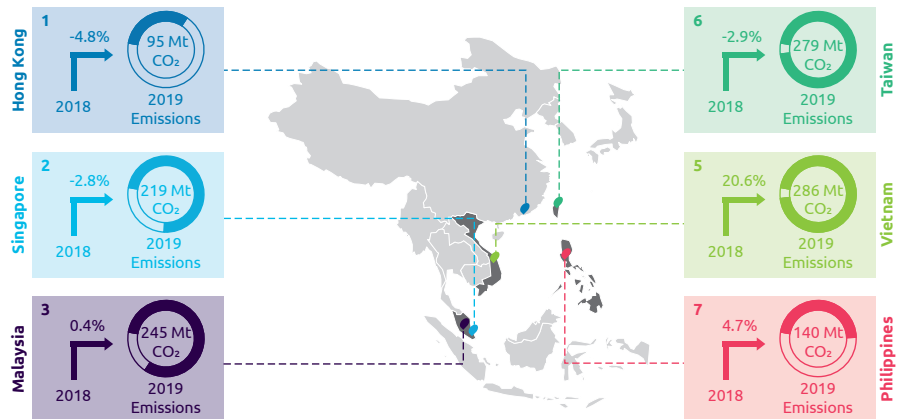 Hong Kong
1
-4.8%
2018
95 Mt
CO₂
2019
Emissions
Singapore
2
-2.8%
2018
219 Mt
CO₂
2019
Emissions
Malaysia
3
0.4%
2018
245 Mt
CO₂
2019
Emissions
6
-2.9%
2018
279 Mt
CO₂
2019
Emissions
Taiwan
5
20.6%
2018
286 Mt
CO₂
2019
Emissions
Vietnam
7
4.7%
2018
140 Mt
CO₂
2019
Emissions
Philippines